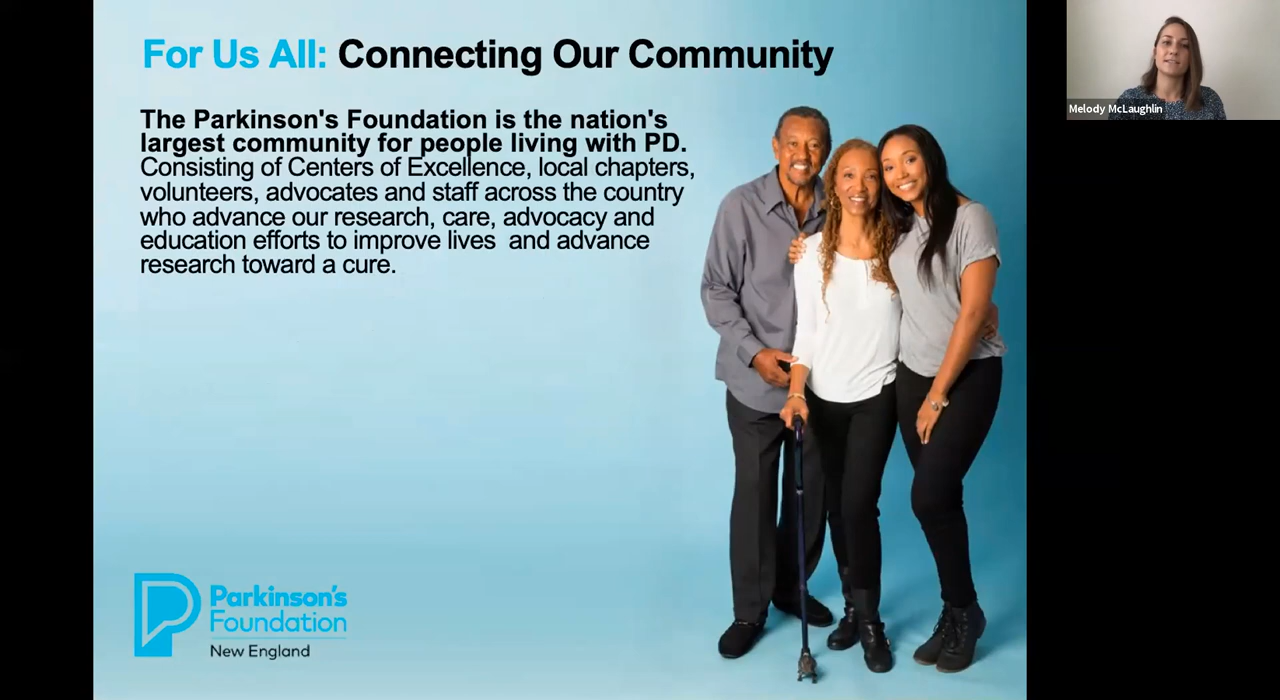 For Us All: Connecting Our Community
The Parkinson's Foundation is the nation's
largest community for people living with PD.
Consisting of Centers of Excellence, local chapters,
volunteers, advocates and staff across the country
who advance our research, care, advocacy and
education efforts to improve lives  and advance
research toward a cure.
Parkinson's
Foundation
New England
Melody McLaughlin